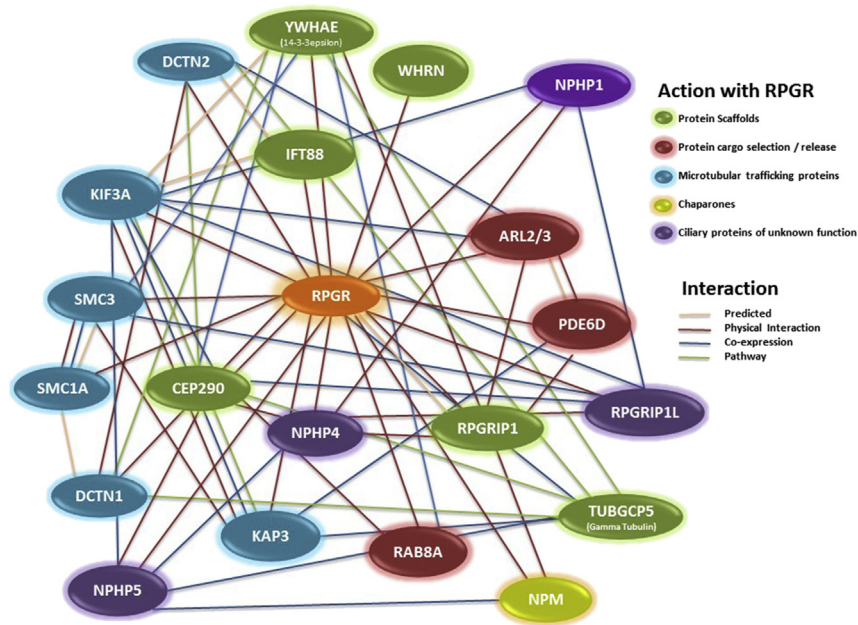 YWHAE
(14-3-3epsilon)
DCTN2
WHRN
NPHP1
IFT88
KIF3A
ARL2/3
SMC3
RPGR
PDE6D
SMC1A
CEP290
NPHP4
RPGRIP1
RPGRIP1L
DCTN1
KAP3
TUBGCP5
(Gamma Tubulin)
RAB8A
NPHP5
NPM
Action with RPGR
Protein Scaffolds
Protein cargo selection / release
Microtubular trafficking proteins
Chaparones
Ciliary proteins of unknown function
Interaction
Predicted
Physical Interaction
Co-expression
Pathway